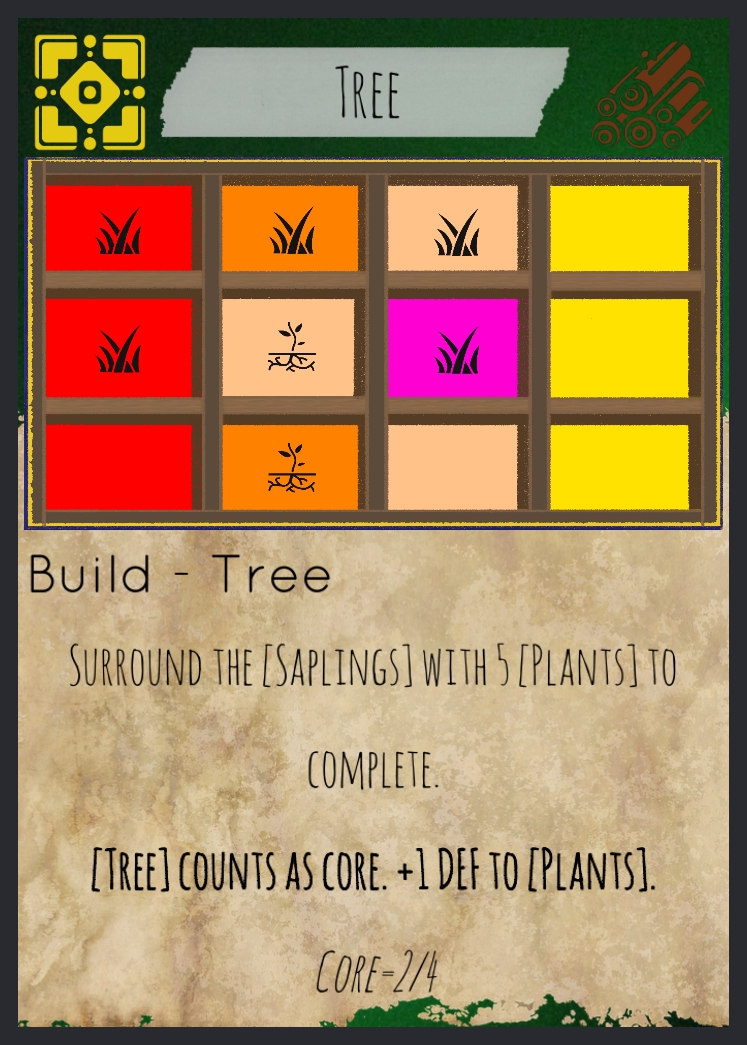 Tree
Build - Tree
Surround the [Saplings] with 5 [Plants] to
complete.
[Tree] counts as core. +1 DEF to [Plants].
Core=2/4